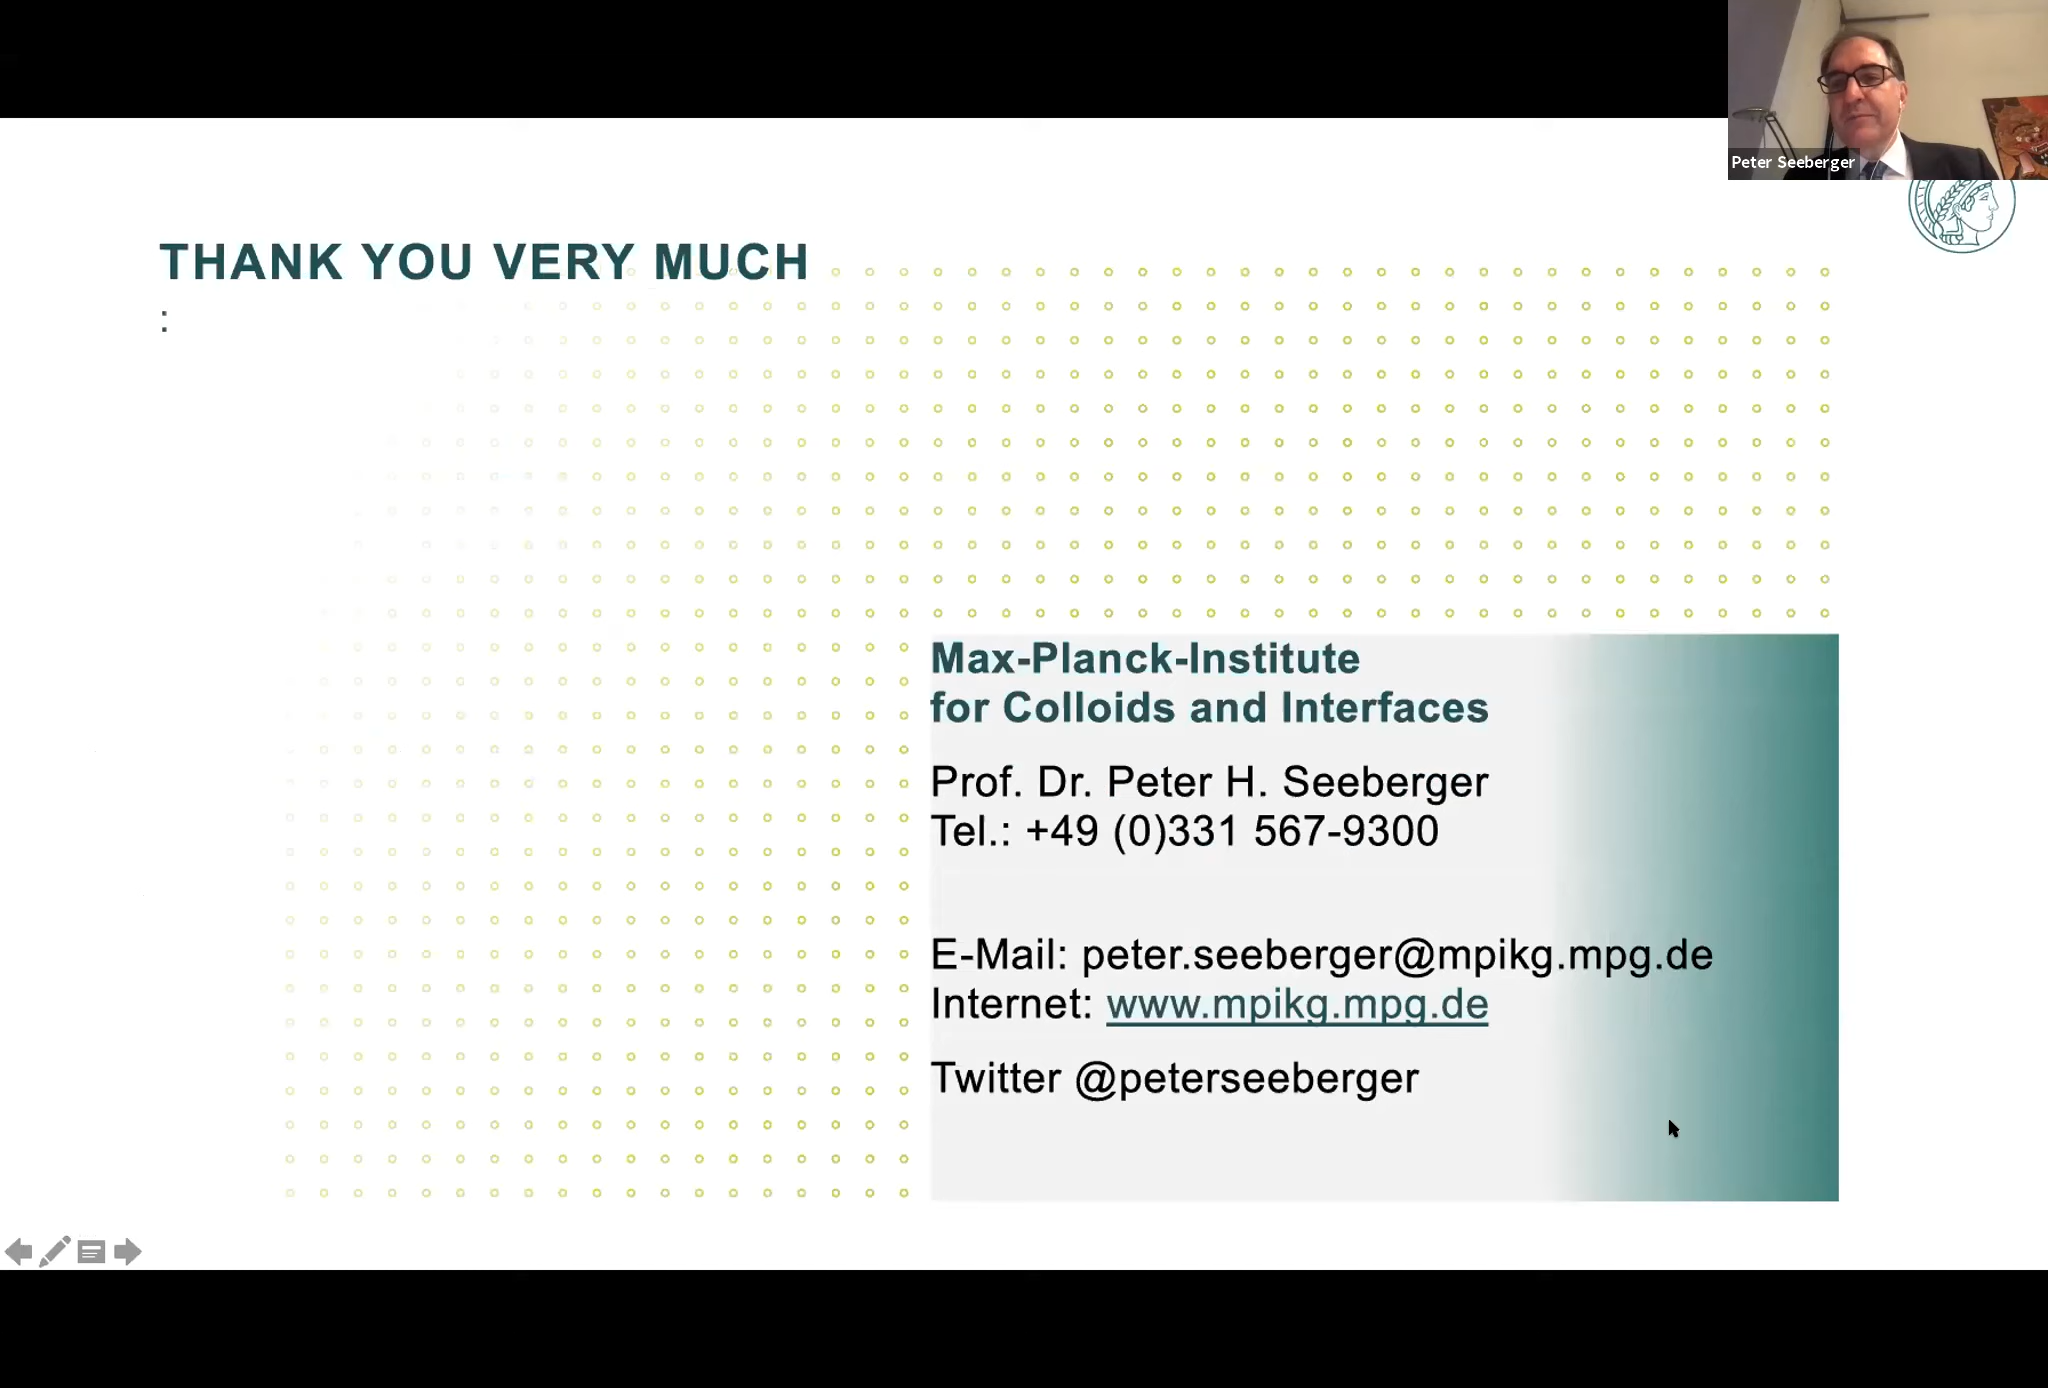 Peter Seeberger
THANK YOU VERY MUCH
:
Max-Planck-Institute
for Colloids and Interfaces
Prof. Dr. Peter H. Seeberger
Tel.: +49 (0)331 567-9300
E-Mail: peter.seeberger@mpikg.mpg.de
Internet: www.mpikg.mpg.de
Twitter @peterseeberger